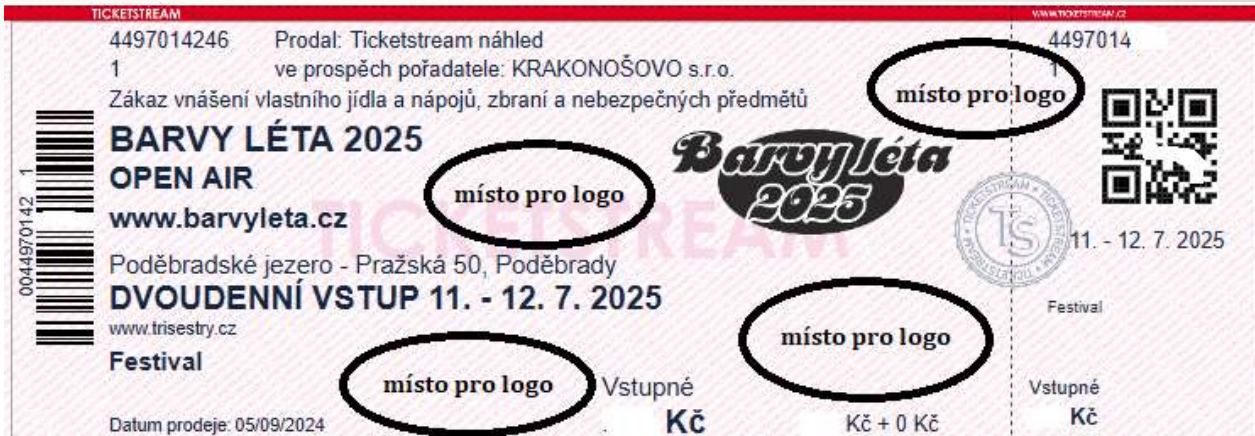 TICKETSTREAM
WWW.TICKETSTREAM.CZ
4497014246 Prodal: Ticketstream náhled
4497014
1 ve prospěch pořadatele: KRAKONOŠOVO s.r.o.
1
Zákaz vnášení vlastního jídla a nápojů, zbraní a nebezpečných předmětů
místo pro logo
BARVY LÉTA 2025
OPEN AIR
www.barvyleta.cz
místo pro logo
Barvy léta
2025
TICKETSTREAM
TICKETSTREAM • TICKETSTREAM •
TS
11. - 12. 7. 2025
Poděbradské jezero - Pražská 50, Poděbrady
DVOUDENNÍ VSTUP 11. - 12. 7. 2025
www.trisestry.cz
Festival
místo pro logo
místo pro logo
Festival
Vstupné
Vstupné
Datum prodeje: 05/09/2024
. Kč
Kč + 0 Kč
Kč
0044970142 1